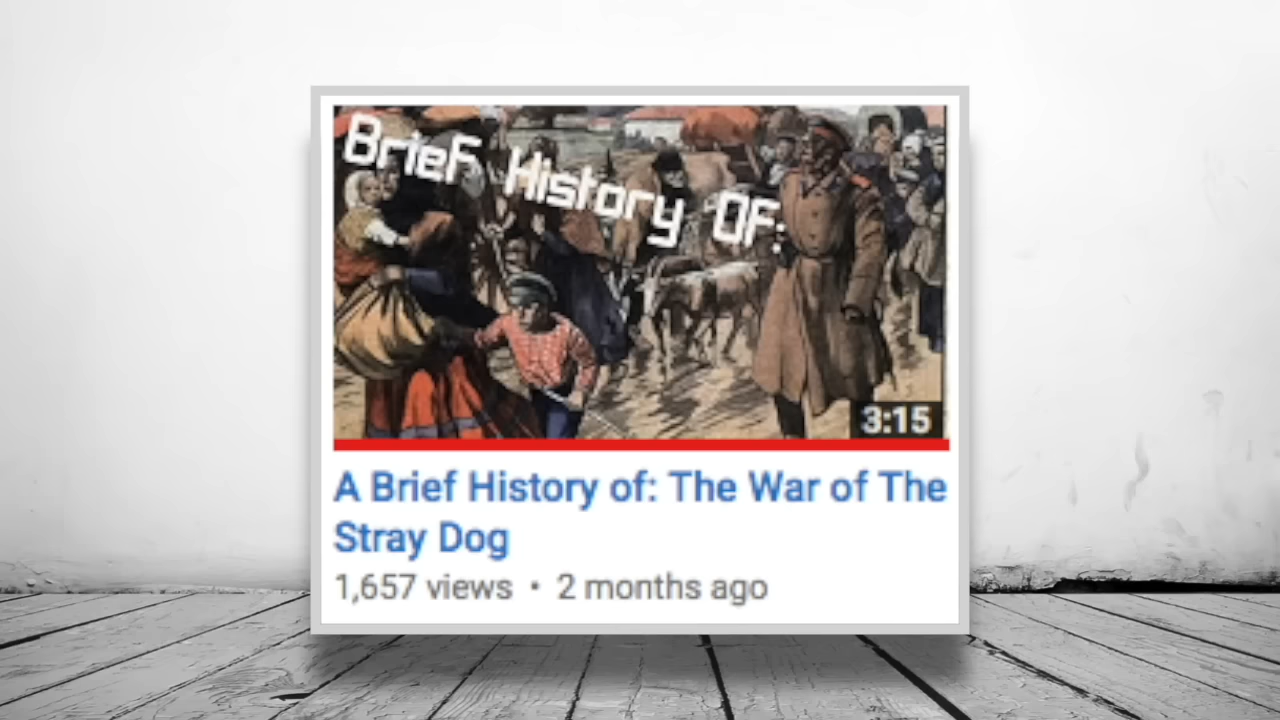 Brief History Of:
3:15
A Brief History of: The War of The
Stray Dog
1,657 views • 2 months ago